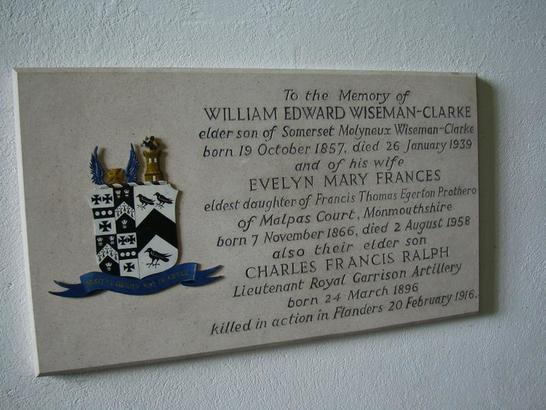 To the Memory of
WILLIAM EDWARD WISEMAN-CLARKE
elder son of Somerset Molyneux Wiseman-Clarke
born 19 October 1857, died 26 January 1939
and of his wife
EVELYN MARY FRANCES
eldest daughter of Francis Thomas Egerton Prothero
of Malpas Court, Monmouthshire
born 7 November 1866, died 2 August 1958
also their elder son
CHARLES FRANCIS RALPH
Lieutenant Royal Garrison Artillery
born 24 March 1896
killed in action in Flanders 20 February 1916.